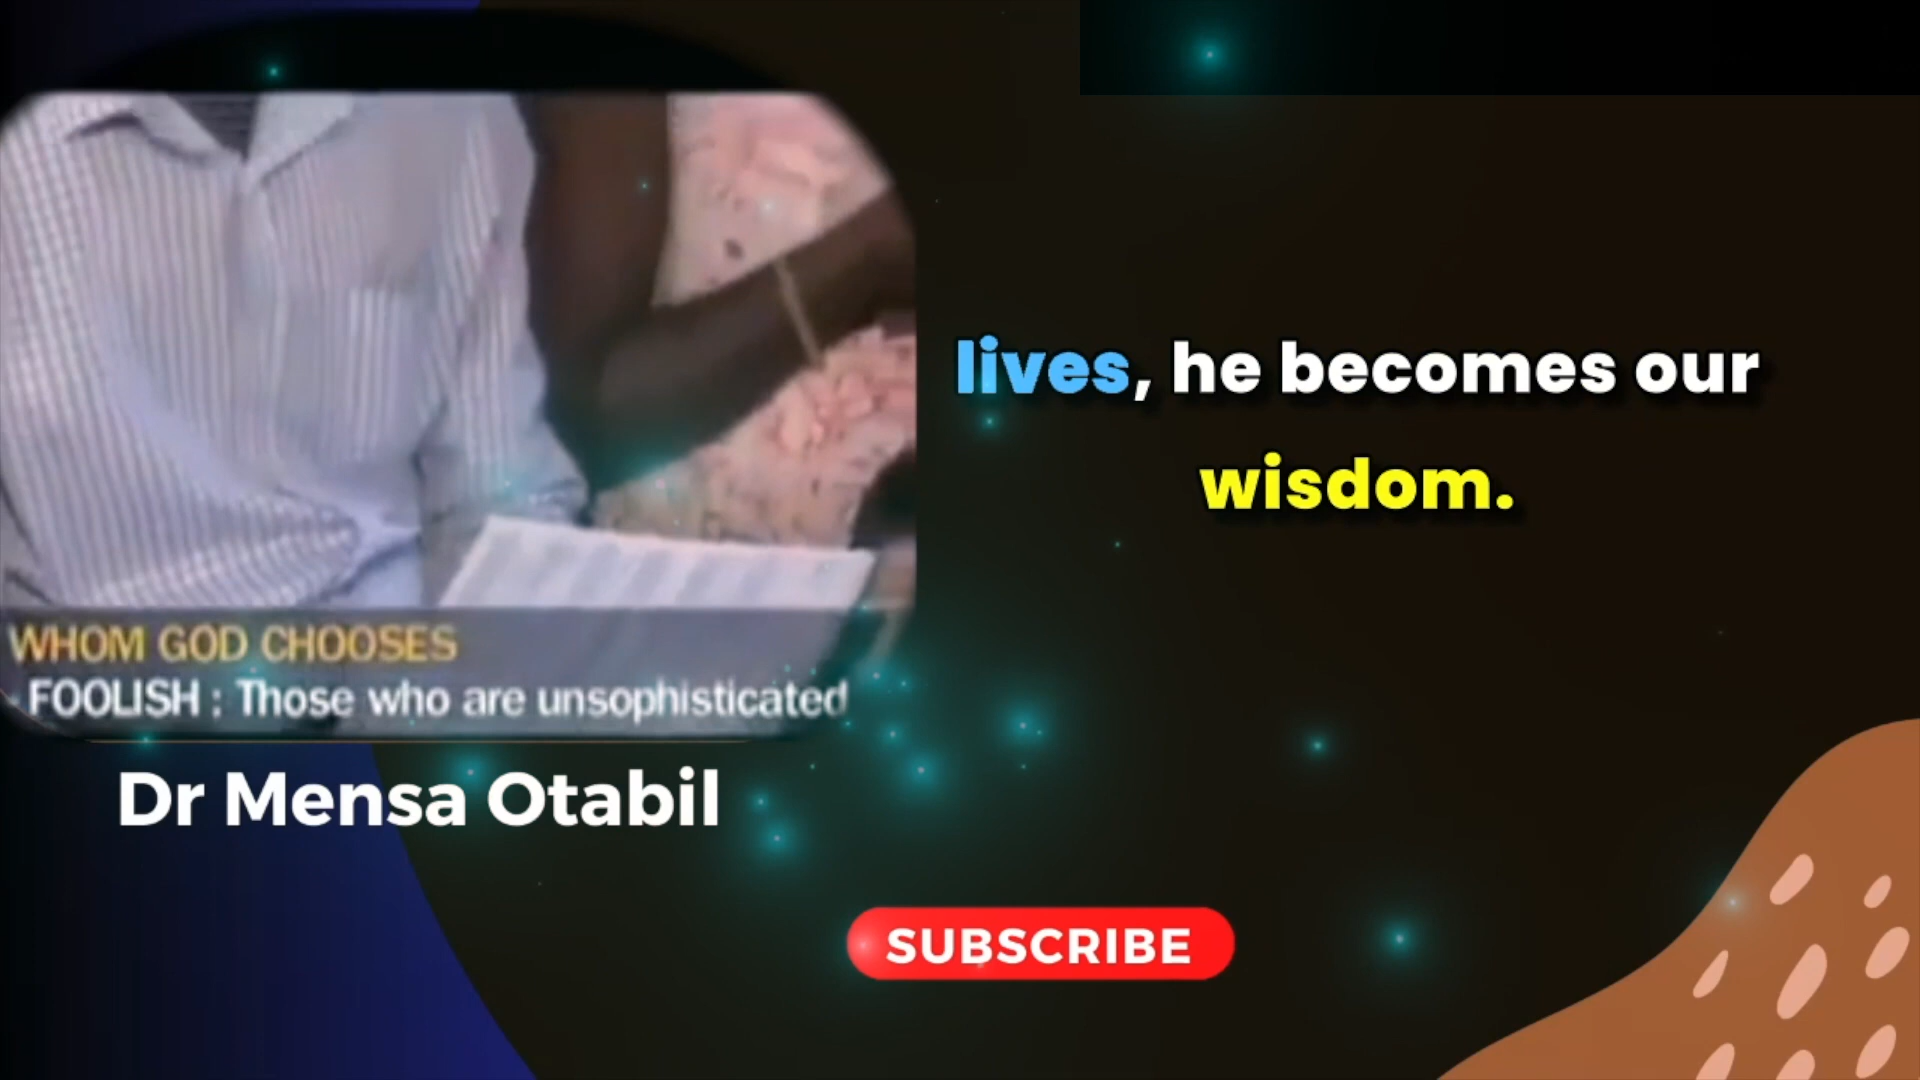 WHOM GOD CHOOSES
FOOLISH : Those who are unsophisticated
Dr Mensa Otabil
lives, he becomes our
wisdom.
SUBSCRIBE